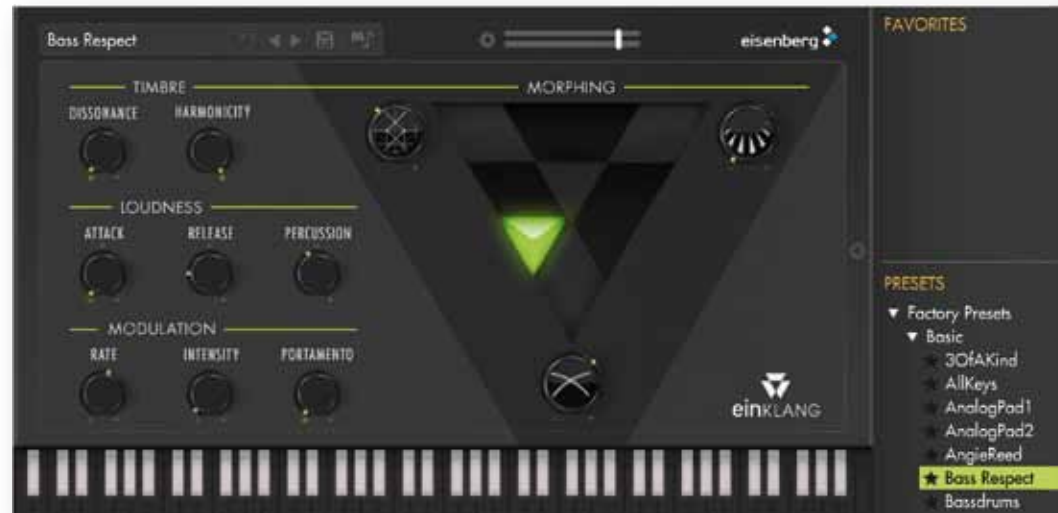 Bass Respect
eisenberg
TIMBRE
MORPHING
DISSONANCE
HARMONICITY
LOUDNESS
ATTACK
RELEASE
PERCUSSION
MODULATION
RATE
INTENSITY
PORTAMENTO
einKLANG
FAVORITES
PRESETS
Factory Presets
Basic
3OfAKind
AllKeys
AnalogPad1
AnalogPad2
AngieReed
Bass Respect
Bassdrums